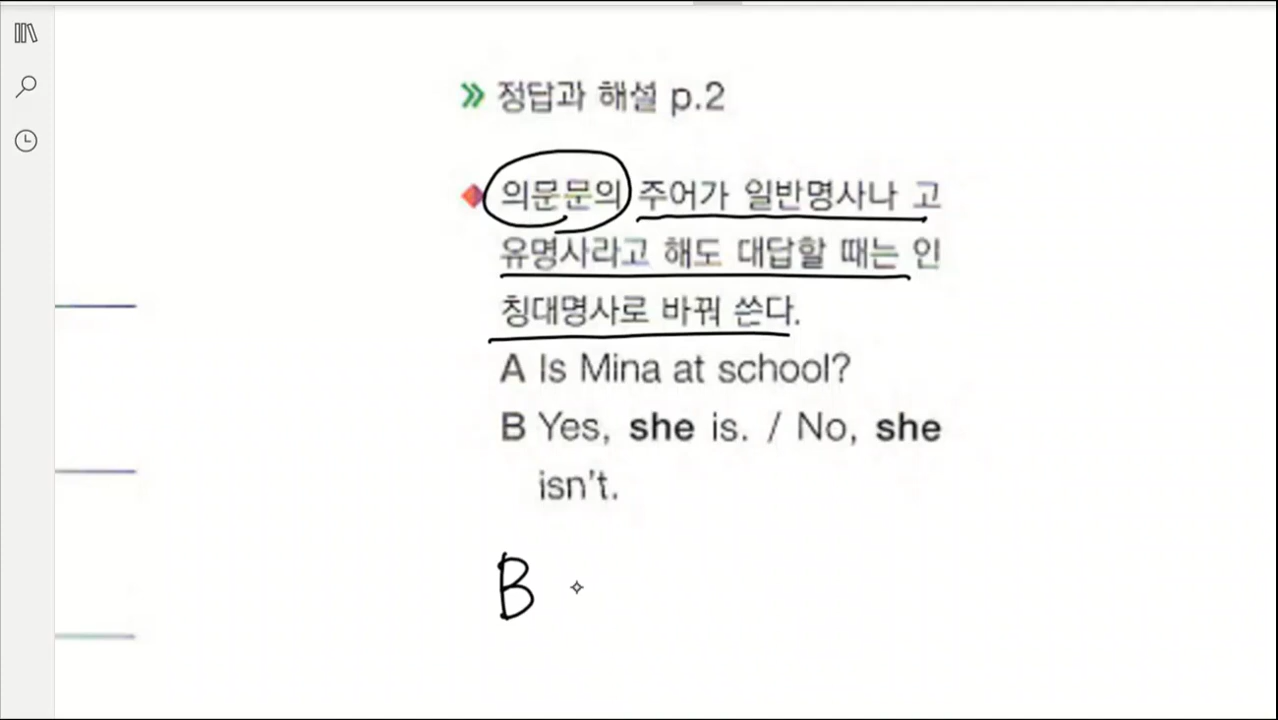 정답과 해설 p.2
의문문의 주어가 일반명사나 고
유명사라고 해도 대답할 때는 인
칭대명사로 바꿔 쓴다.
A Is Mina at school?
B Yes, she is. / No, she
isn't.
B